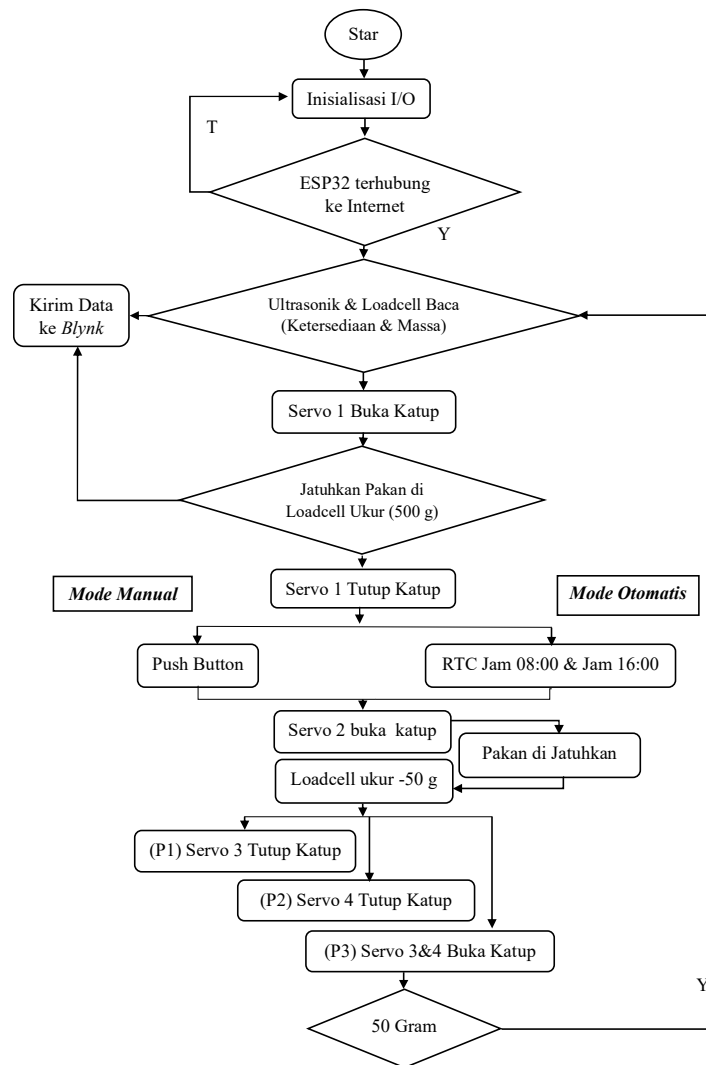 Star
Inisialisasi I/O
T
ESP32 terhubung
ke Internet
Y
Kirim Data
ke Blynk
Ultrasonik & Loadcell Baca
(Ketersediaan & Massa)
Servo 1 Buka Katup
Jatuhkan Pakan di
Loadcell Ukur (500 g)
Servo 1 Tutup Katup
Mode Manual
Mode Otomatis
Push Button
RTC Jam 08:00 & Jam 16:00
Servo 2 buka katup
Pakan di Jatuhkan
Loadcell ukur -50 g
(P1) Servo 3 Tutup Katup
(P2) Servo 4 Tutup Katup
(P3) Servo 3&4 Buka Katup
Y
50 Gram